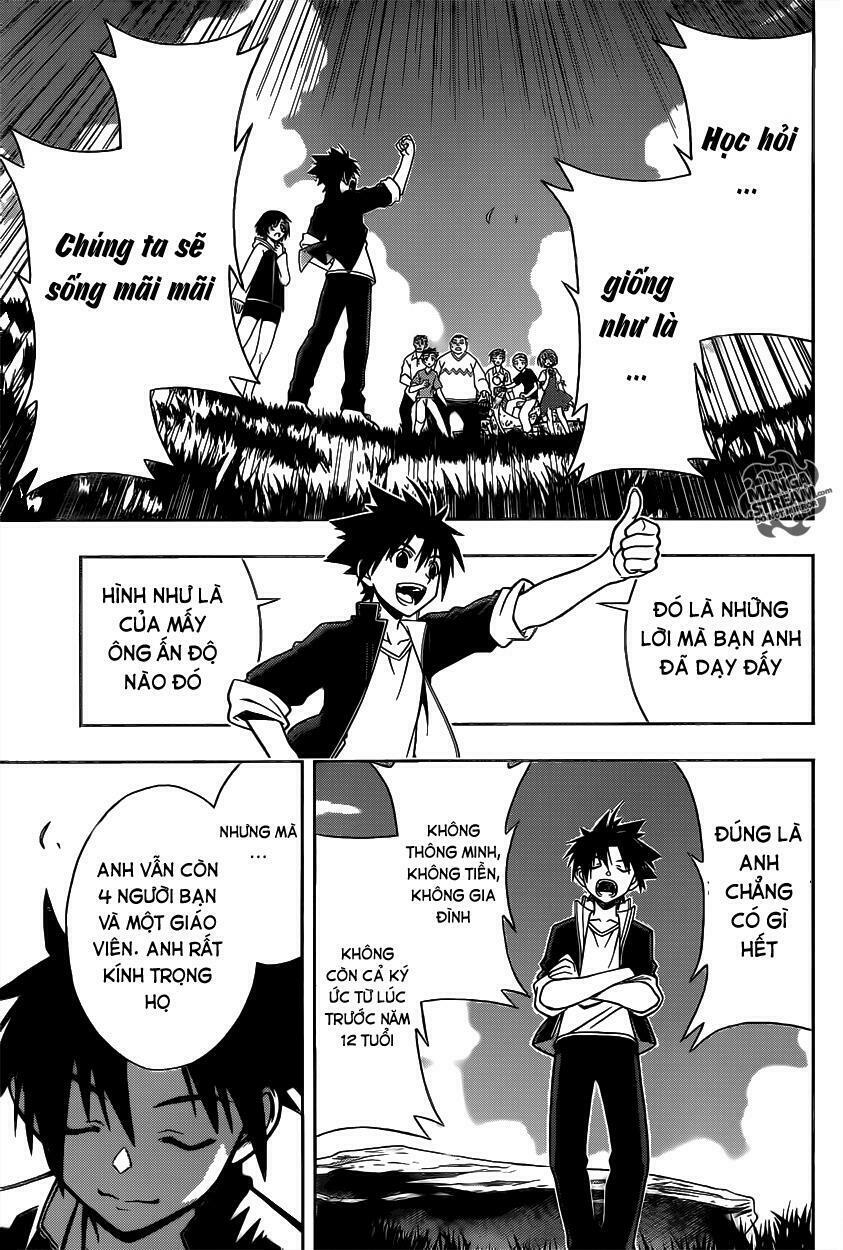 Học hỏi
...
giống
như là
...
Chúng ta sẽ
sống mãi mãi
MANGA
STREAM.com
ĐÓ LÀ NHỮNG
LỜI MÀ BẠN ANH
ĐÃ DẠY ĐẤY
HÌNH NHƯ LÀ
CỦA MẤY
ÔNG ẤN ĐỘ
NÀO ĐÓ
ĐÚNG LÀ
ANH
CHẲNG
CÓ GÌ
HẾT
KHÔNG
THÔNG MINH,
KHÔNG TIỀN,
KHÔNG GIA
ĐÌNH
KHÔNG
CÒN CẢ KÝ
ỨC TỪ LÚC
TRƯỚC NĂM
12 TUỔI
NHƯNG MÀ
...
ANH VẪN CÒN
4 NGƯỜI BẠN
VÀ MỘT GIÁO
VIÊN. ANH RẤT
KÍNH TRỌNG
HỌ